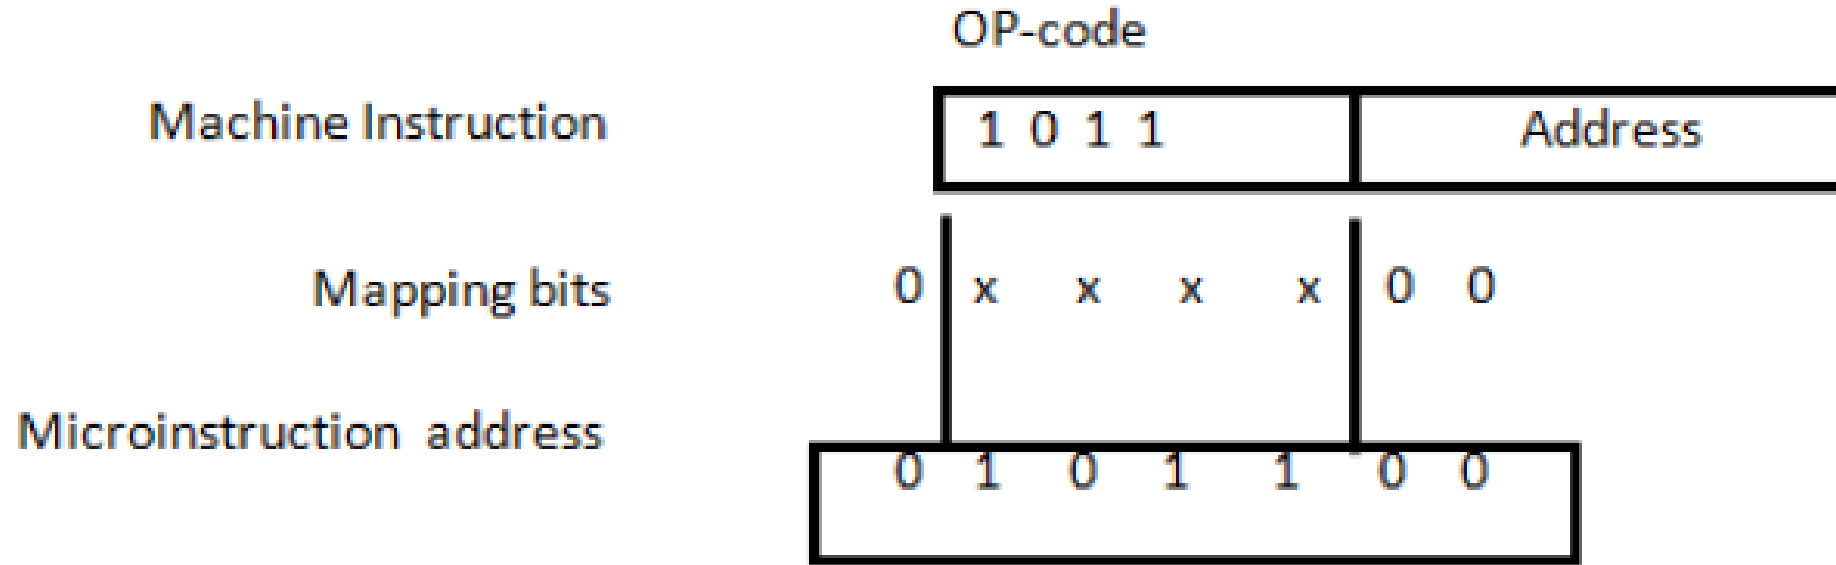 OP-code
Machine Instruction 1 0 1 1 Address
Mapping bits 0 x x x x 0 0
Microinstruction address 0 1 0 1 1 0 0